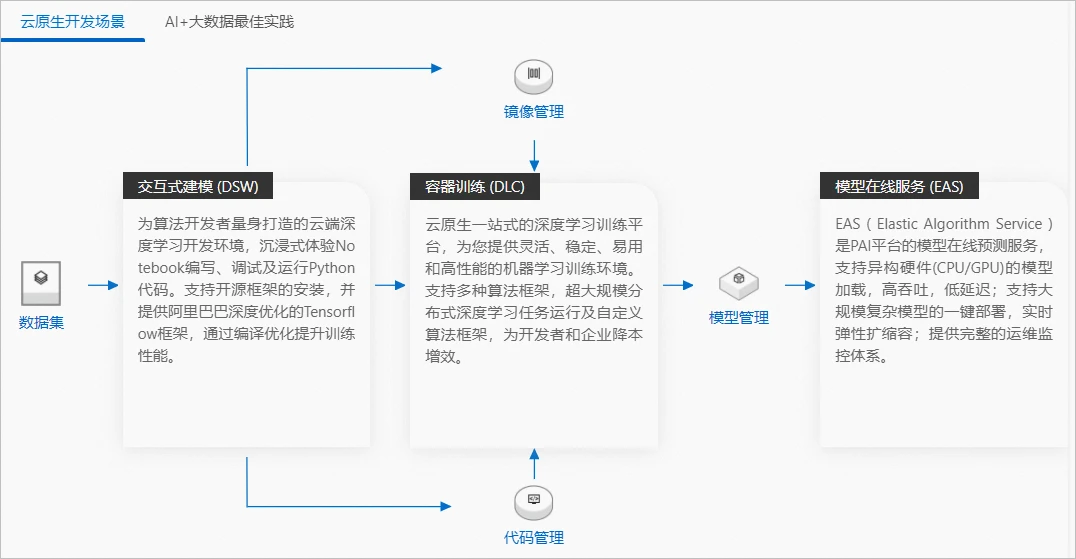 云原生开发场景
AI+大数据最佳实践
镜像管理
数据集
交互式建模 (DSW)
为算法开发者量身打造的云端深
度学习开发环境，沉浸式体验No
tebook编写、调试及运行Python
代码。支持开源框架的安装，并
提供阿里巴巴深度优化的Tensorfl
ow框架，通过编译优化提升训练
性能。
容器训练 (DLC)
云原生一站式的深度学习训练平
台，为您提供灵活、稳定、易用
和高性能的机器学习训练环境。
支持多种算法框架，超大规模分
布式深度学习任务运行及自定义
算法框架，为开发者和企业降本
增效。
模型管理
模型在线服务 (EAS)
EAS ( Elastic Algorithm Service )
是PAI平台的模型在线预测服务，
支持异构硬件(CPU/GPU)的模型
加载，高吞吐，低延迟；支持大
规模复杂模型的一键部署，实时
弹性扩缩容；提供完整的运维监
控体系。
代码管理